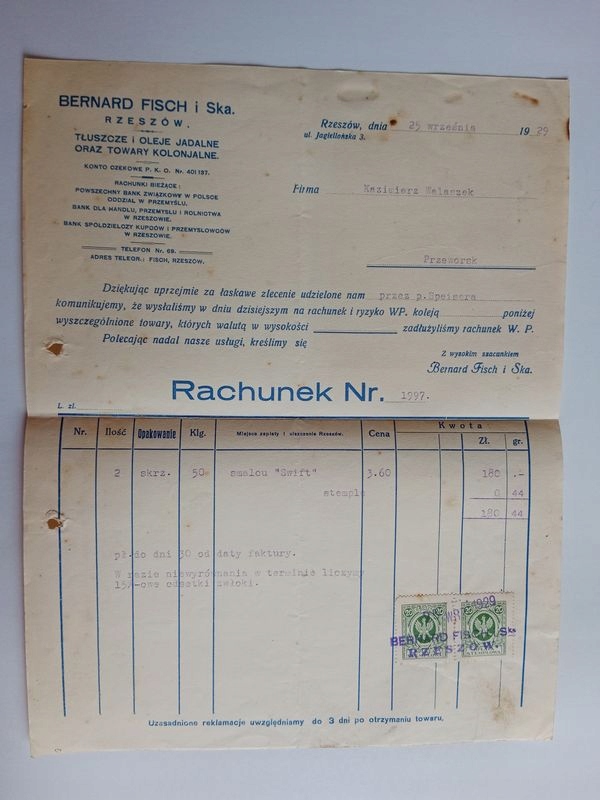 BERNARD FISCH i Ska.
RZESZÓW.
TŁUSZCZE i OLEJE JADALNE
ORAZ TOWARY KOLONJALNE.
KONTO CZEKOWE P. K. O. Nr. 401137.
RACHUNKI BIEŻĄCE:
POWSZECHNY BANK ZWIĄZKOWY W POLSCE
ODDZIAŁ W PRZEMYŚLU.
BANK DLA HANDLU, PRZEMYSŁU I ROLNICTWA
W RZESZOWIE.
BANK SPÓŁDZIELCZY KUPCÓW I PRZEMYSŁOWCÓW
W RZESZOWIE.
TELEFON Nr. 69.
ADRES TELEGR.: FISCH, RZESZÓW.
Rzeszów, dnia 25 września 1929
ul. Jagiellońska 3.
Firma Kazimierz Walaszek
Przeworsk
Dziękując uprzejmie za łaskawe zlecenie udzielone nam przez p. Speisera
komunikujemy, że wysłaliśmy w dniu dzisiejszym na rachunek i ryzyko WP. koleją poniżej
wyszczególnione towary, których walutą w wysokości zadłużyliśmy rachunek W. P.
Polecając nadal nasze usługi, kreślimy się
Z wysokim szacunkiem
Bernard Fisch i Ska.
Rachunek Nr. 1997.
L. zl.
Nr. Ilość Opakowanie Klg. Miejsce zapłaty i uiszczenia Rzeszów. Cena Kwota
Zł. gr.
2 skrz. 50 smalcu "Swift" 3.60 180 .-
stemple 0 44
180 44
pł. do dni 30 od daty faktury.
W razie niewyrównania w terminie liczymy
15%-owe odsetki zwłoki.
1929
BERNARD FISCH i Ska
RZESZÓW.
Uzasadnione reklamacje uwzględniamy do 3 dni po otrzymaniu towaru.